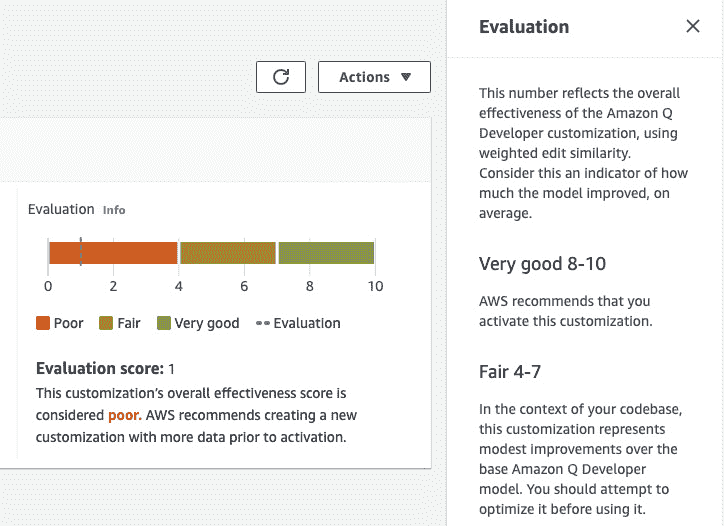 Actions
Evaluation Info
0 2 4 6 8 10
Poor Fair Very good Evaluation
Evaluation score: 1
This customization’s overall effectiveness score is
considered poor. AWS recommends creating a new
customization with more data prior to activation.
Evaluation
This number reflects the overall
effectiveness of the Amazon Q
Developer customization, using
weighted edit similarity.
Consider this an indicator of how
much the model improved, on
average.
Very good 8-10
AWS recommends that you
activate this customization.
Fair 4-7
In the context of your codebase,
this customization represents
modest improvements over the
base Amazon Q Developer
model. You should attempt to
optimize it before using it.